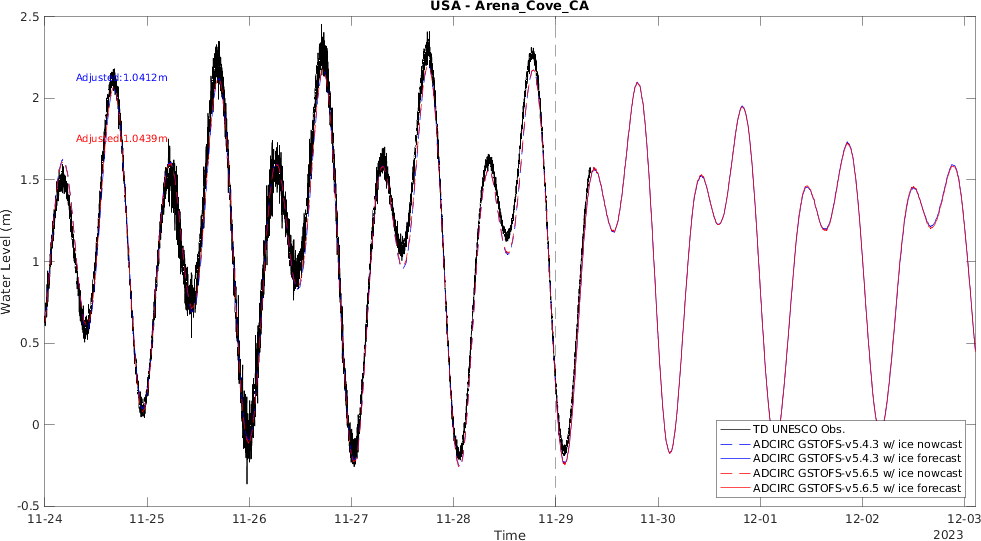 USA - Arena_Cove_CA
2.5
2
1.5
1
0.5
0
-0.5
Water Level (m)
Adjusted:1.0412m
Adjusted:1.0439m
TD UNESCO Obs.
ADCIRC GSTOFS-v5.4.3 w/ ice nowcast
ADCIRC GSTOFS-v5.4.3 w/ ice forecast
ADCIRC GSTOFS-v5.6.5 w/ ice nowcast
ADCIRC GSTOFS-v5.6.5 w/ ice forecast
11-24 11-25 11-26 11-27 11-28 11-29 11-30 12-01 12-02 12-03
Time
2023